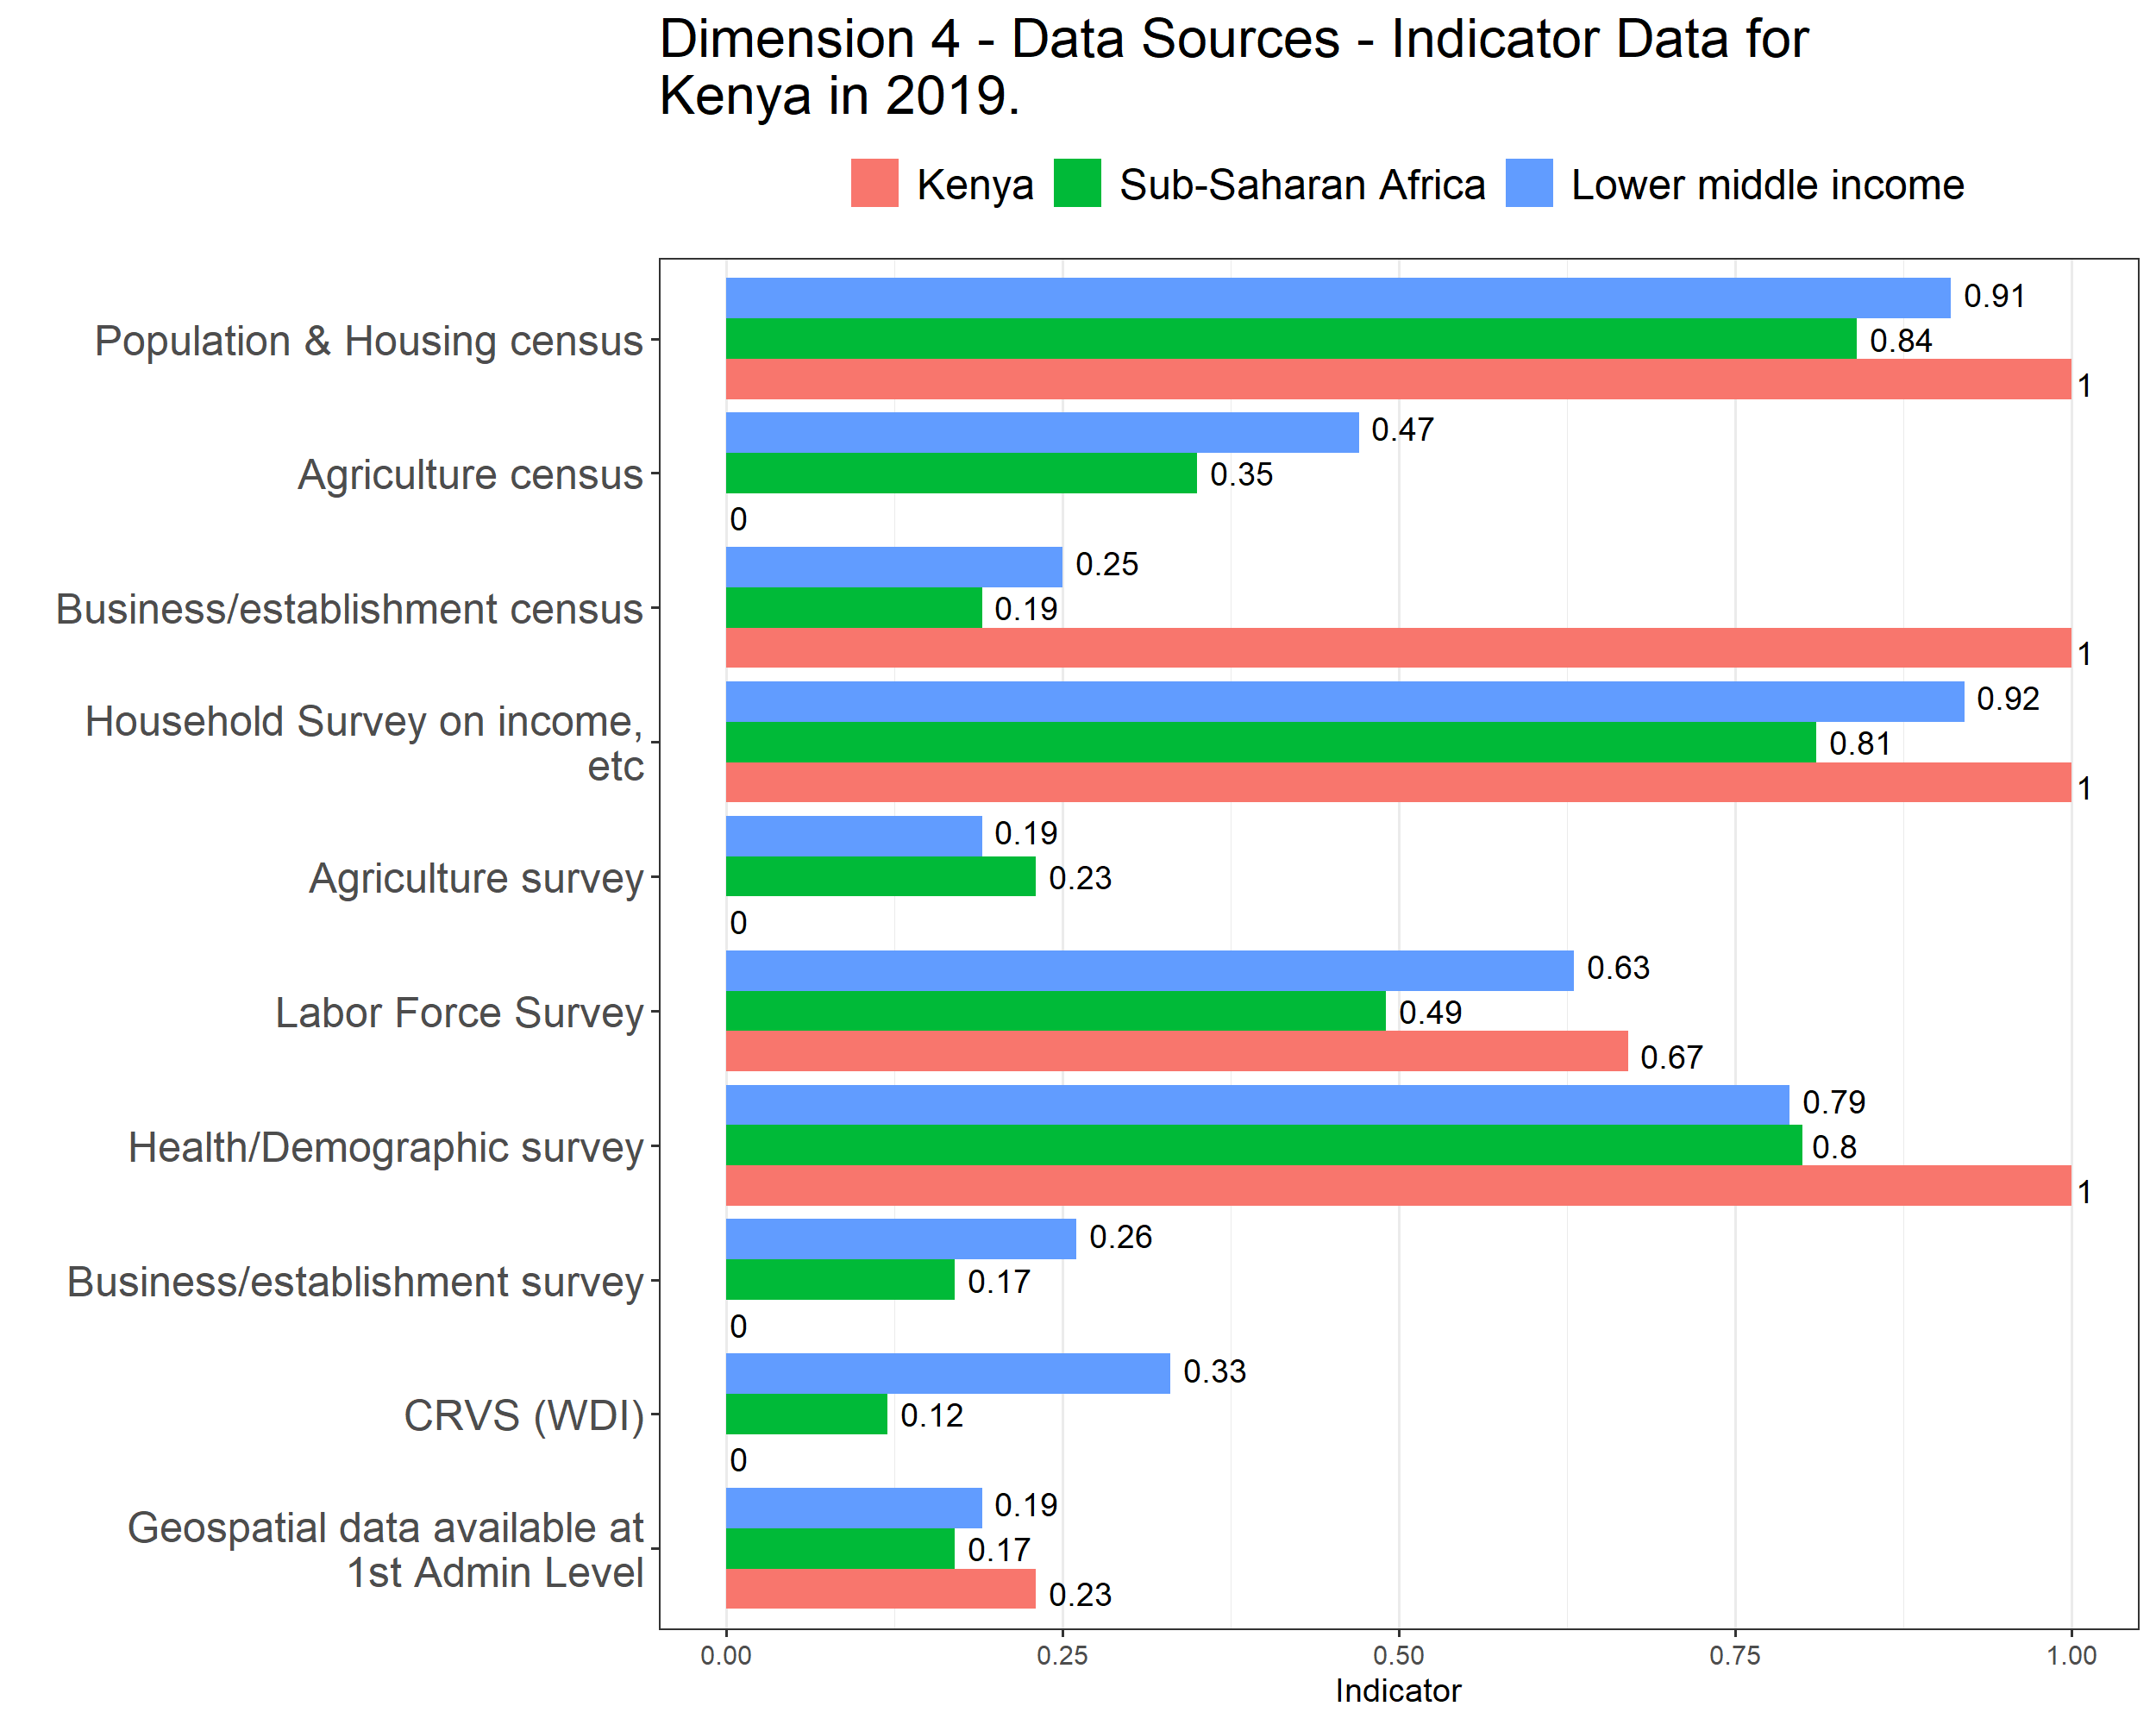 Dimension 4 - Data Sources - Indicator Data for
Kenya in 2019.
Kenya Sub-Saharan Africa Lower middle income
Population & Housing census
0.91
0.84
1
Agriculture census
0.47
0.35
0
Business/establishment census
0.25
0.19
1
Household Survey on income,
etc
0.92
0.81
1
Agriculture survey
0.19
0.23
0
Labor Force Survey
0.63
0.49
0.67
Health/Demographic survey
0.79
0.8
1
Business/establishment survey
0.26
0.17
0
CRVS (WDI)
0.33
0.12
0
Geospatial data available at
1st Admin Level
0.19
0.17
0.23
0.00 0.25 0.50 0.75 1.00
Indicator